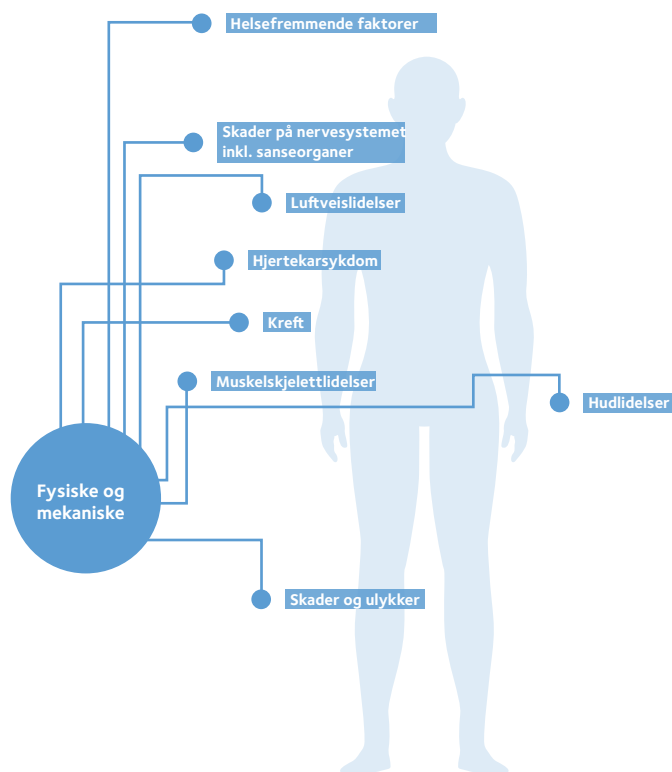 Helsefremmende faktorer
Skader på nervesystemet
inkl. sanseorganer
Luftveislidelser
Hjertekarsykdom
Kreft
Muskelskjelettlidelser
Hudlidelser
Fysiske og
mekaniske
Skader og ulykker